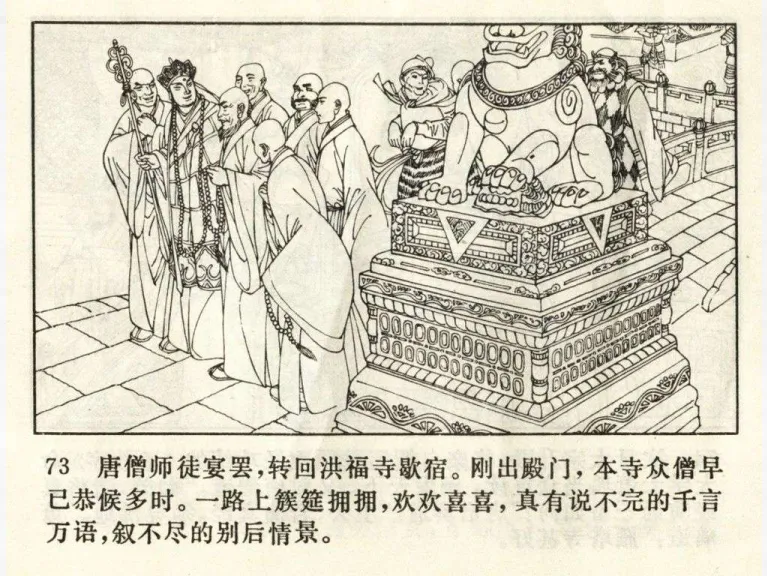 73 唐僧师徒宴罢，转回洪福寺歇宿。刚出殿门，本寺众僧早
已恭候多时。一路上簇筵拥拥，欢欢喜喜，真有说不完的千言
万语，叙不尽的别后情景。